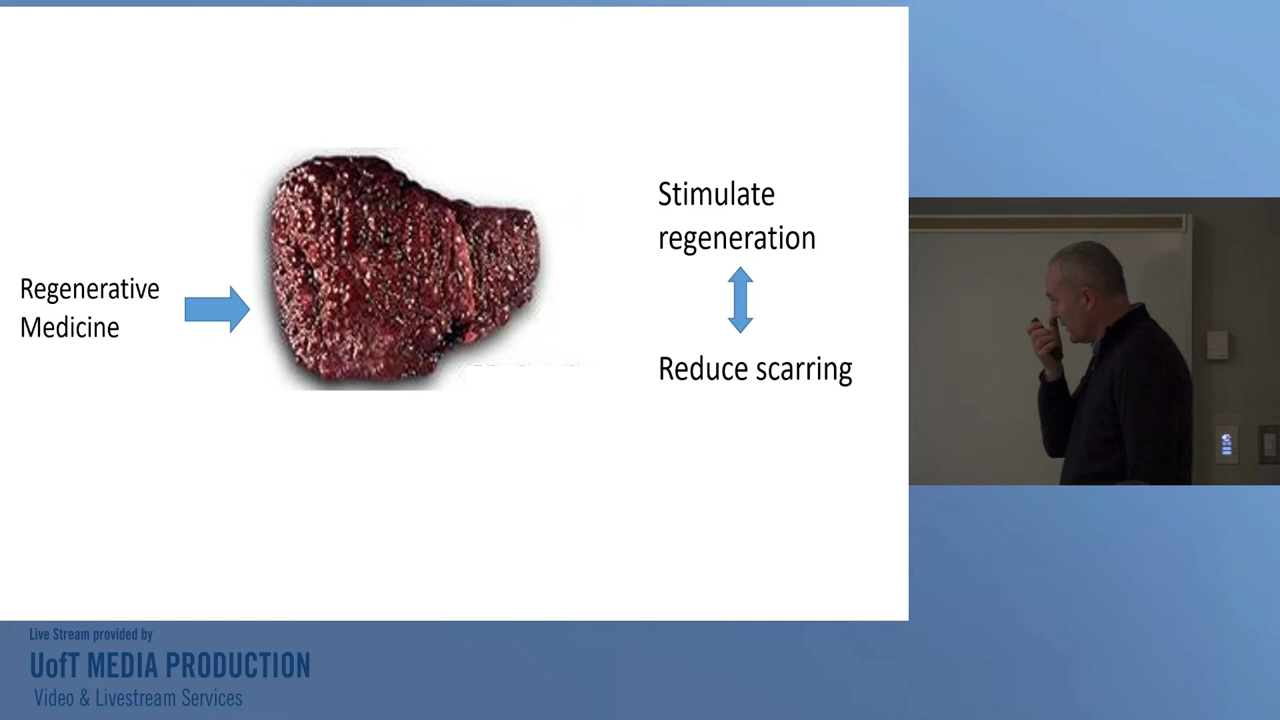 Regenerative
Medicine
Stimulate
regeneration
Reduce scarring
Live Stream provided by
UofT MEDIA PRODUCTION
Video & Livestream Services